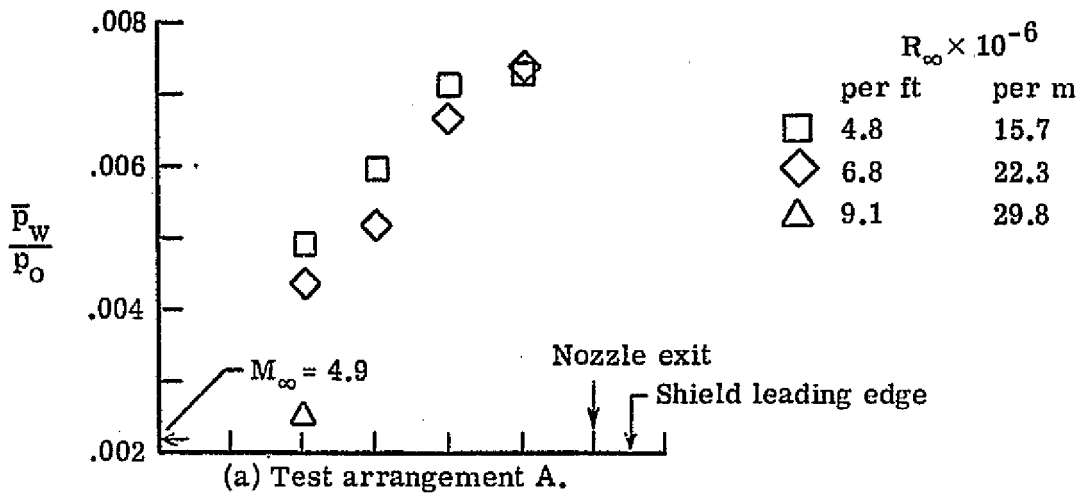 .008
.006
.004
.002
p̅w
po
R∞ × 10-6
per ft per m
4.8 15.7
6.8 22.3
9.1 29.8
M∞ = 4.9
Nozzle exit
Shield leading edge
(a) Test arrangement A.